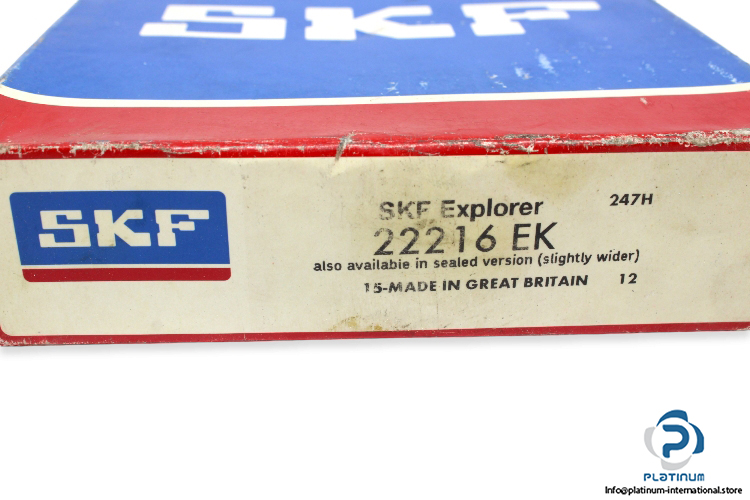 SKF
SKF
SKF Explorer
247H
22216 EK
also available in sealed version (slightly wider)
15-MADE IN GREAT BRITAIN 12
PLATINUM
Info@platinum-international.store